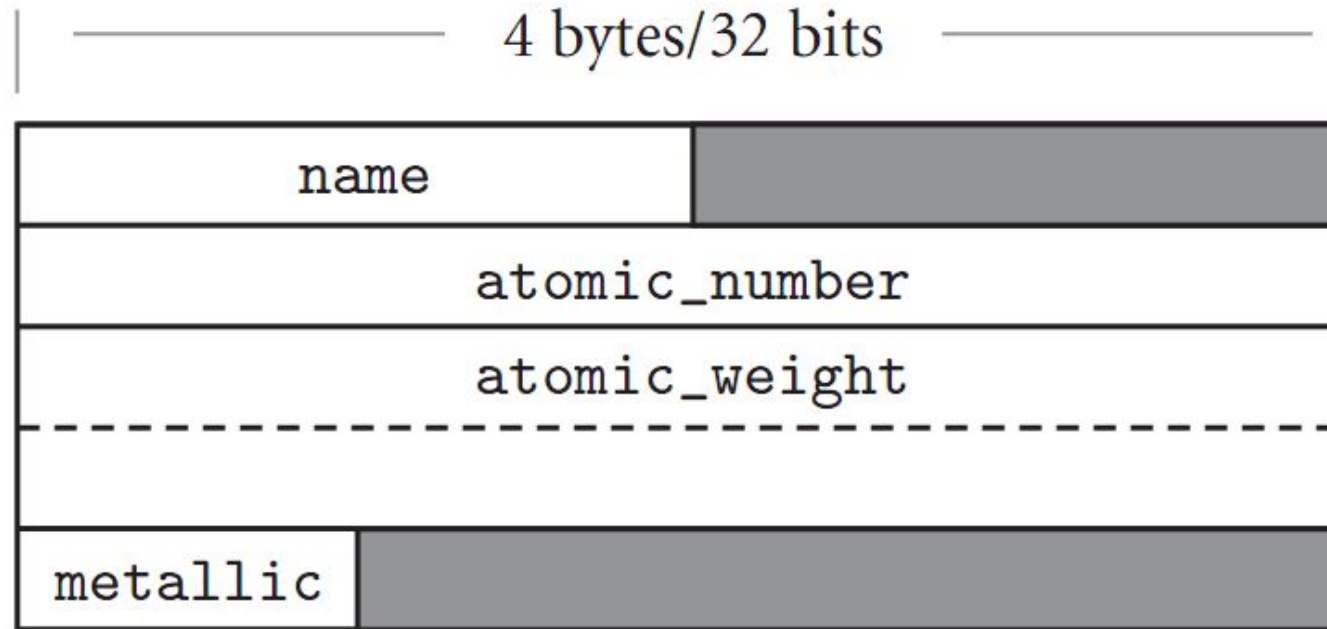 4 bytes/32 bits
name
atomic_number
atomic_weight
metallic